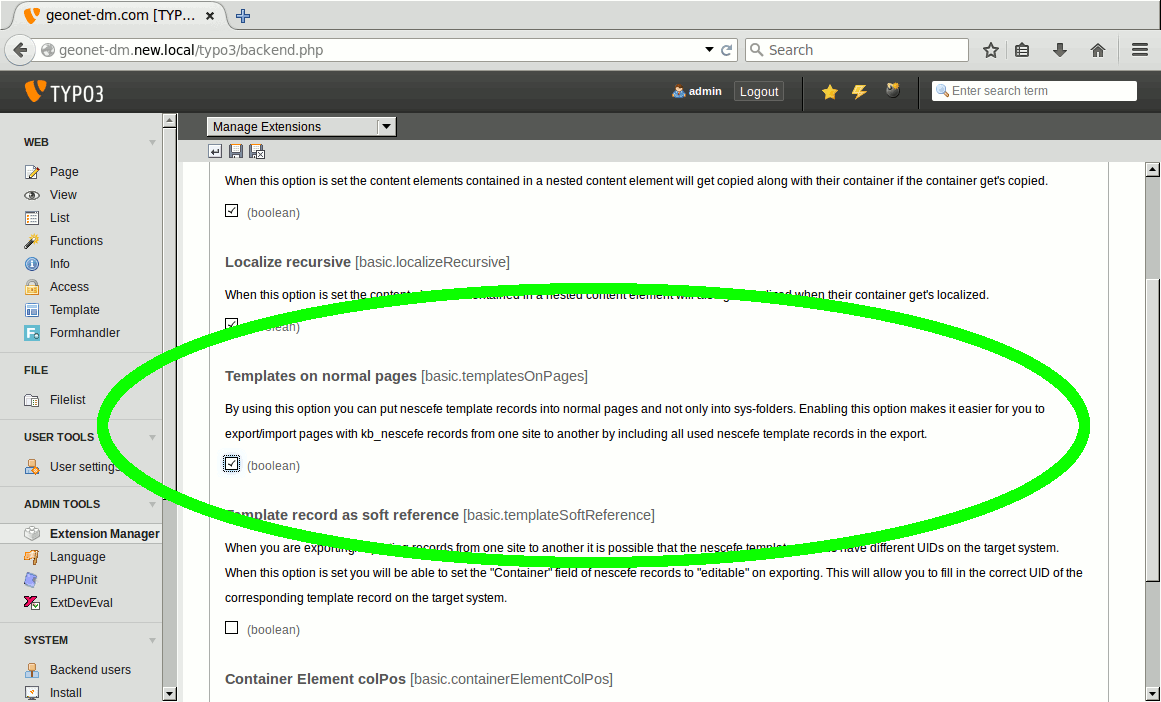 geonet-dm.com [TYP...
geonet-dm.new.local/typo3/backend.php
Search
TYPO3
admin
Logout
Enter search term
WEB
Page
View
List
Functions
Info
Access
Template
Formhandler
FILE
Filelist
USER TOOLS
User settings
ADMIN TOOLS
Extension Manager
Language
PHPUnit
ExtDevEval
SYSTEM
Backend users
Install
Manage Extensions
When this option is set the content elements contained in a nested content element will get copied along with their container if the container get's copied.
(boolean)
Localize recursive [basic.localizeRecursive]
When this option is set the content contained in a nested content element will when their container get's localized.
(boolean)
Templates on normal pages [basic.templatesOnPages]
By using this option you can put nescefe template records into normal pages and not only into sys-folders. Enabling this option makes it easier for you to
export/import pages with kb_nescefe records from one site to another by including all used nescefe template records in the export.
(boolean)
Template record as soft reference [basic.templateSoftReference]
When you are records from one site to another it is possible that the nescefe have different UIDs on the target system.
When this option is set you will be able to set the "Container" field of nescefe records to "editable" on exporting. This will allow you to fill in the correct UID of the
corresponding template record on the target system.
(boolean)
Container Element colPos [basic.containerElementColPos]